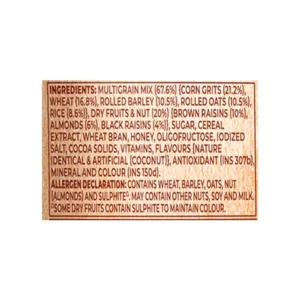 INGREDIENTS: MULTIGRAIN MIX (67.6%) {CORN GRITS (21.2%),
WHEAT (16.8%), ROLLED BARLEY (10.5%), ROLLED OATS (10.5%),
RICE (8.6%)}, DRY FRUITS & NUT (20%) {BROWN RAISINS (10%),
ALMONDS (6%), BLACK RAISINS (4%)}, SUGAR, CEREAL
EXTRACT, WHEAT BRAN, HONEY, OLIGOFRUCTOSE, IODIZED
SALT, COCOA SOLIDS, VITAMINS, FLAVOURS {NATURE
IDENTICAL & ARTIFICIAL (COCONUT)}, ANTIOXIDANT (INS 307b),
MINERAL AND COLOUR (INS 150d).
ALLERGEN DECLARATION: CONTAINS WHEAT, BARLEY, OATS, NUT
(ALMONDS) AND SULPHITE^. MAY CONTAIN OTHER NUTS, SOY AND MILK.
^SOME DRY FRUITS CONTAIN SULPHITE TO MAINTAIN COLOUR.